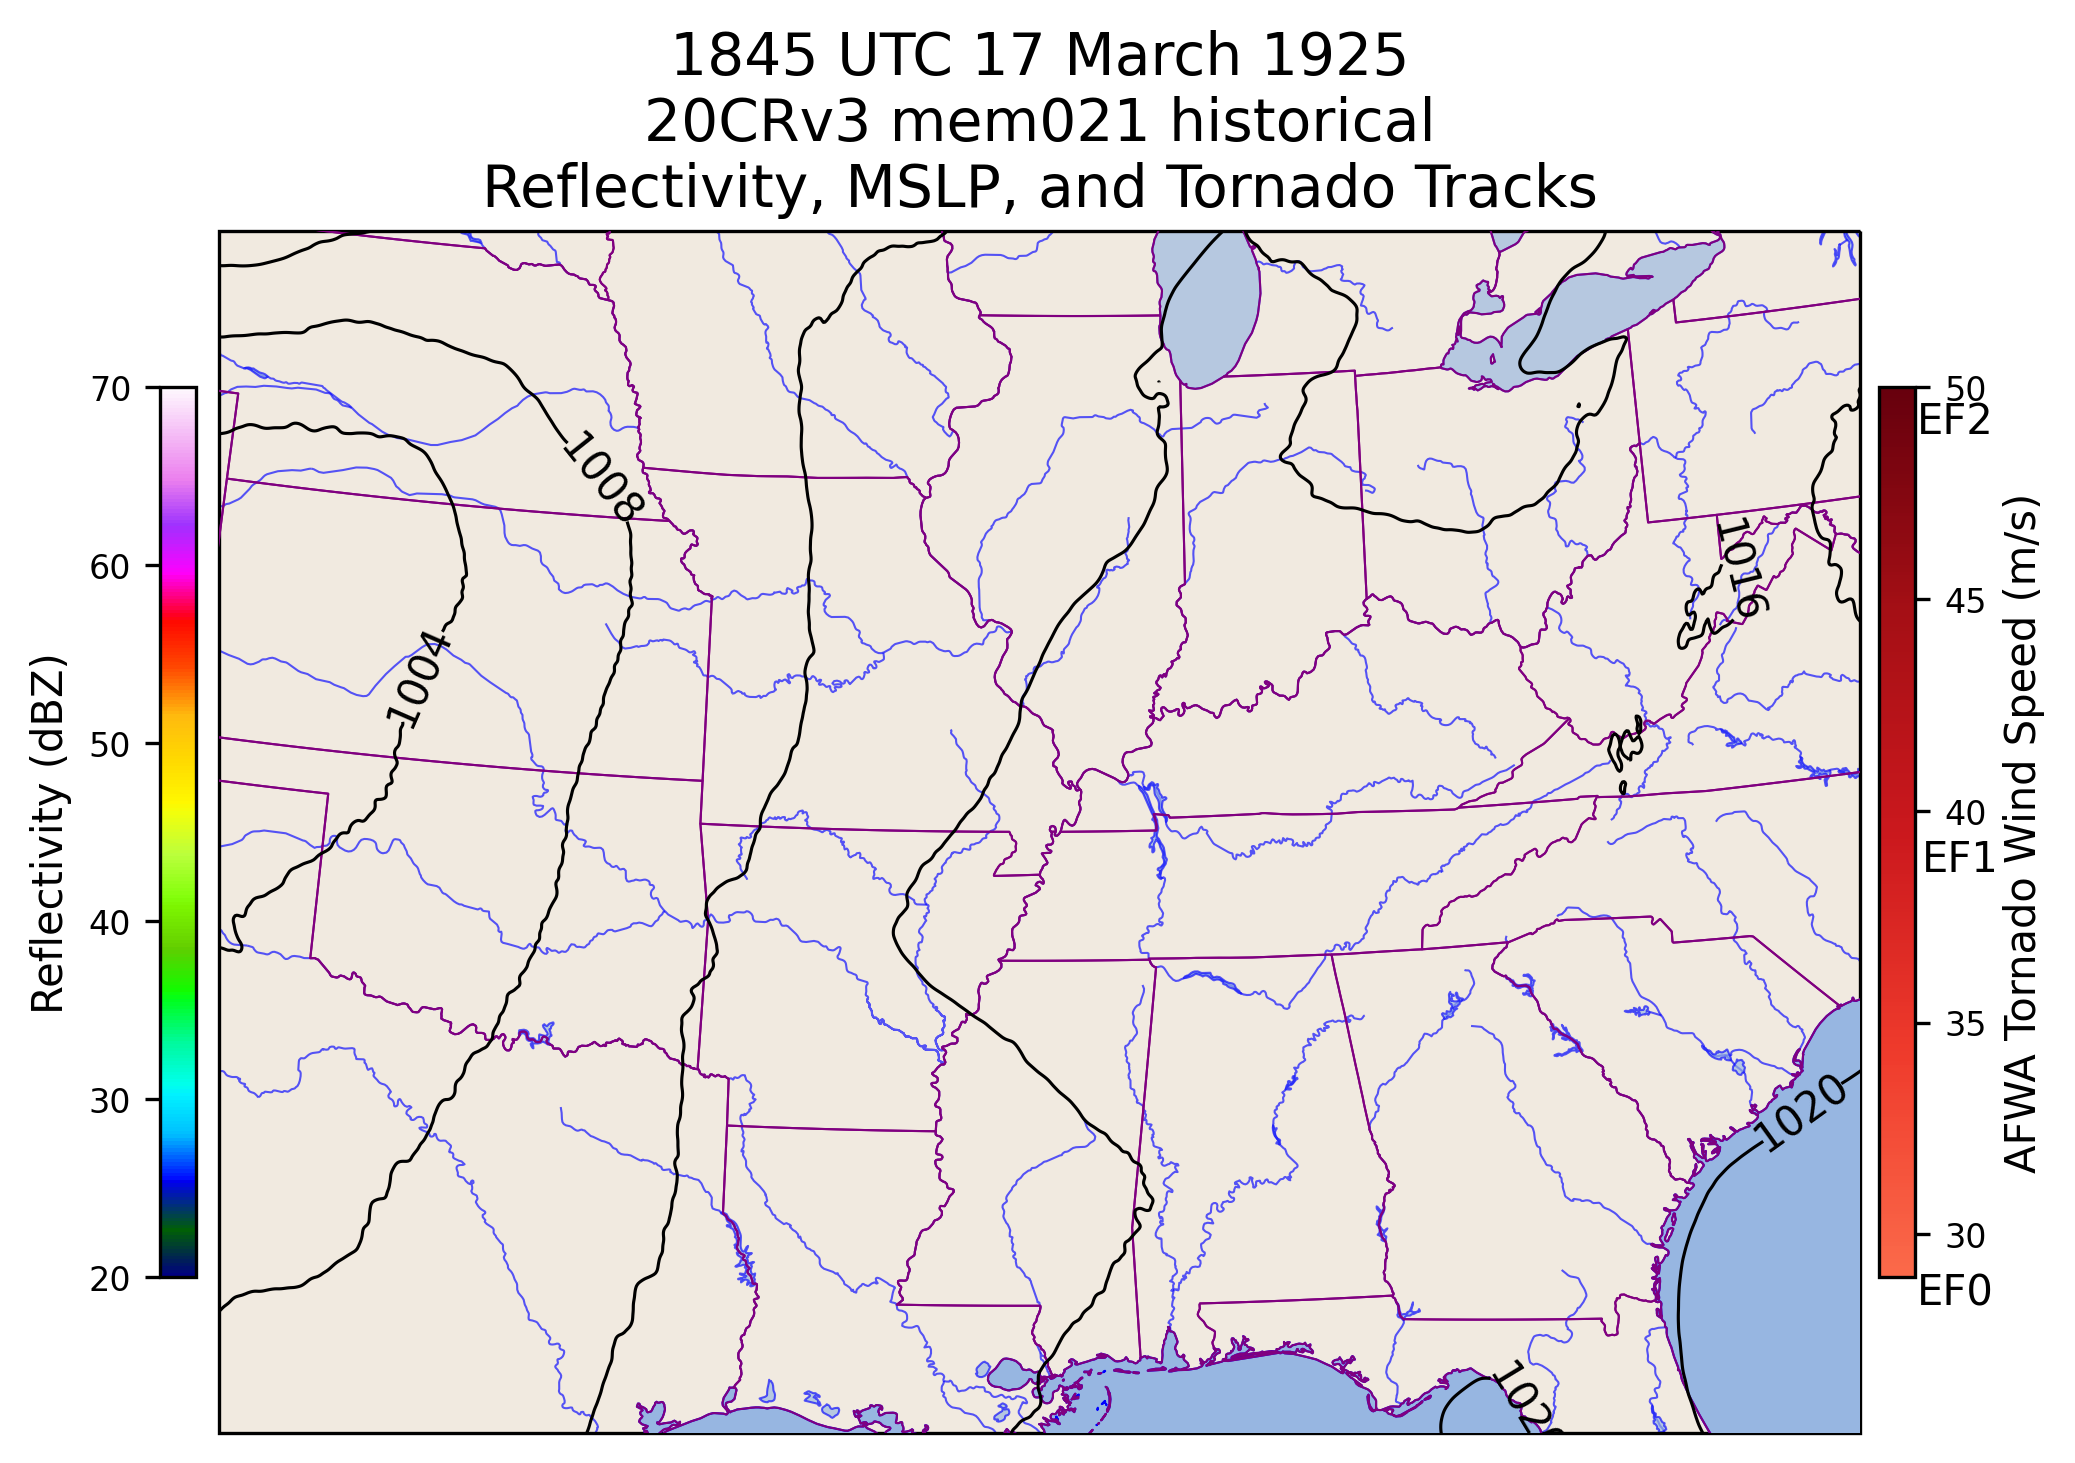 1845 UTC 17 March 1925
20CRv3 mem021 historical
Reflectivity, MSLP, and Tornado Tracks
Reflectivity (dBZ)
70
60
50
40
30
20
1008
1004
1016
1020
50
EF2
45
40
EF1
35
30
EF0
AFWA Tornado Wind Speed (m/s)